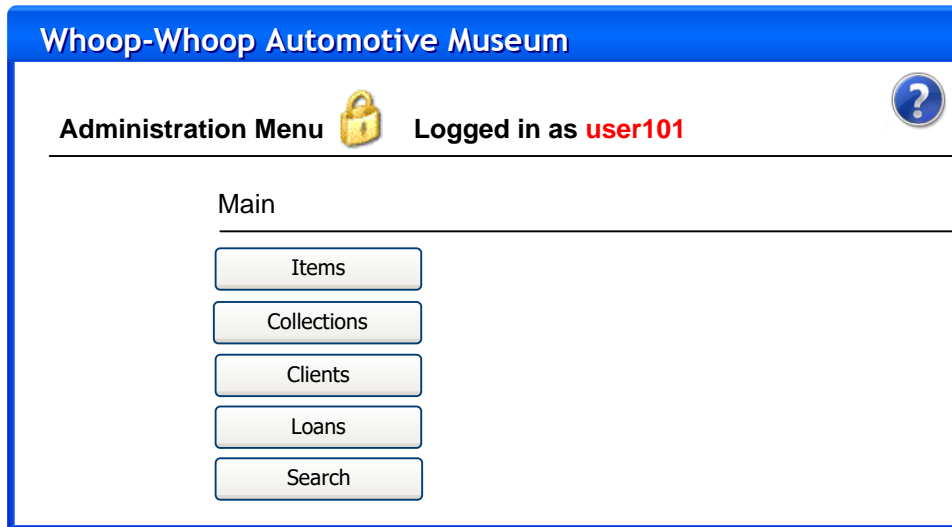 Whoop-Whoop Automotive Museum
Administration Menu Logged in as user101
?
Main
Items
Collections
Clients
Loans
Search